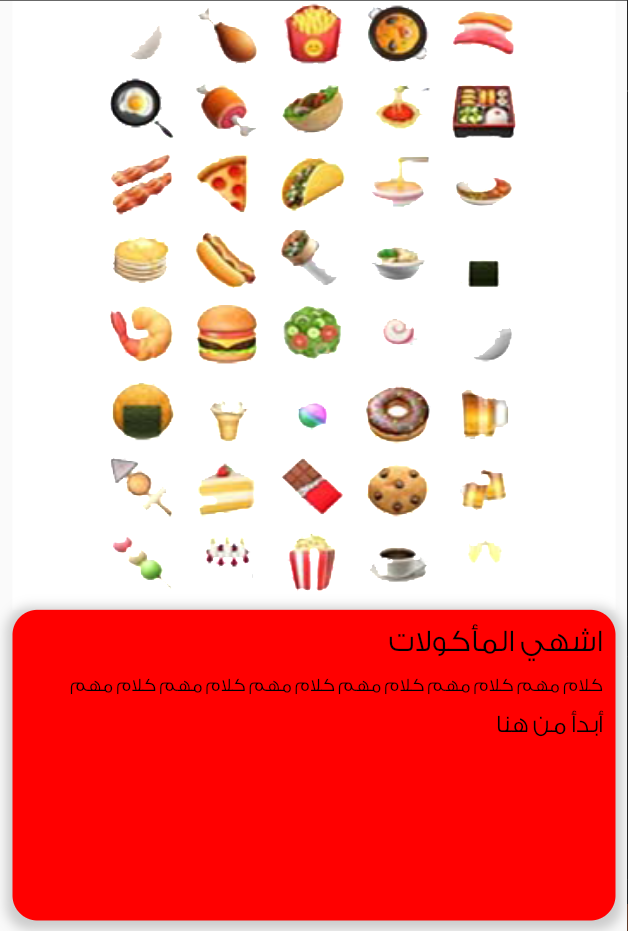 اشهي المأكولات
كلام مهم كلام مهم كلام مهم كلام مهم كلام مهم كلام مهم
أبدأ من هنا